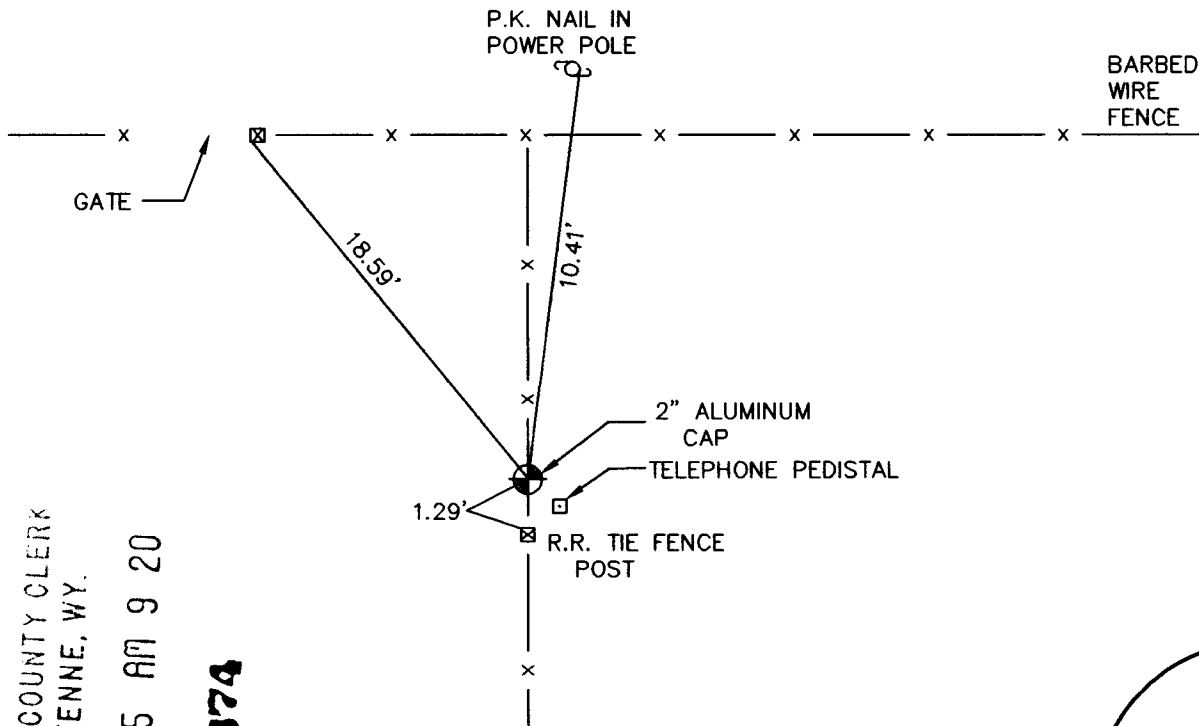 P.K. NAIL IN
POWER POLE
BARBED
WIRE
FENCE
GATE
18.59'
10.41'
2" ALUMINUM
CAP
TELEPHONE PEDISTAL
1.29'
R.R. TIE FENCE
POST
COUNTY CLERK
ENNE, WY.
5 AM 9 20
374